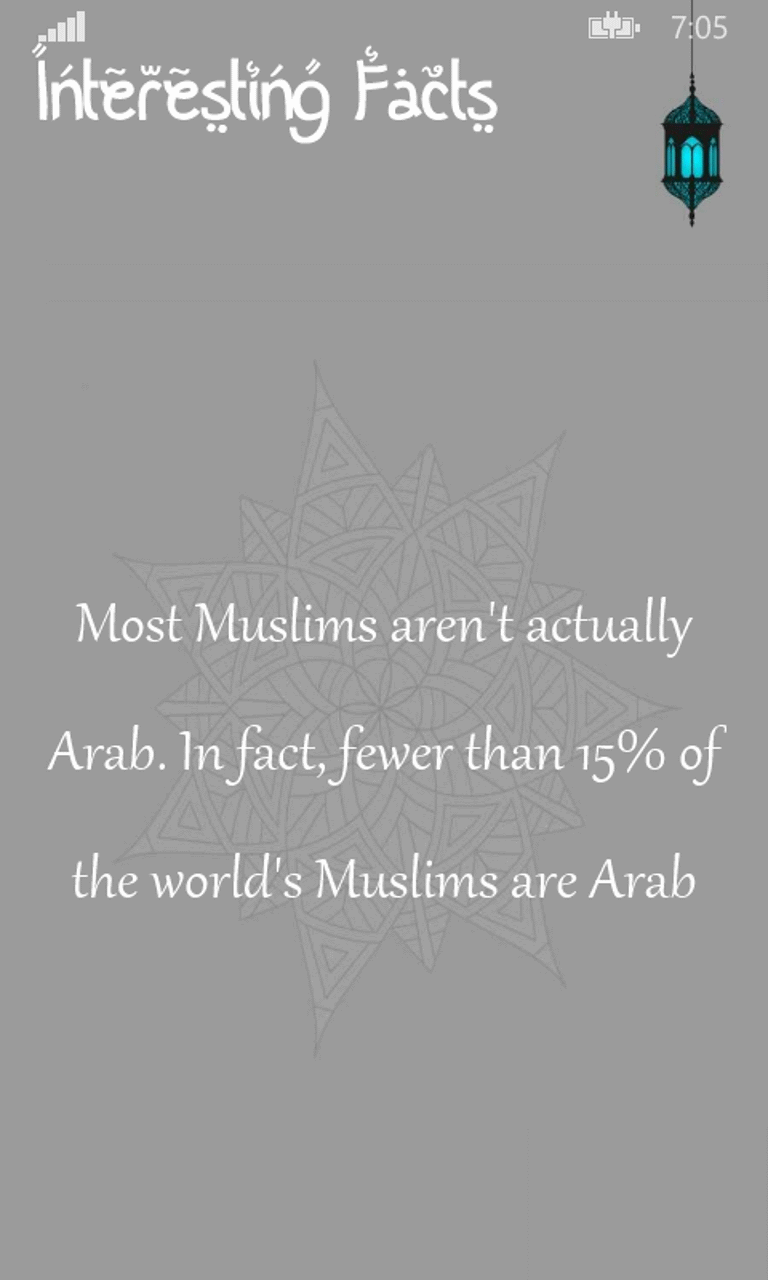 7:05
Interesting Facts
Most Muslims aren't actually
Arab. In fact, fewer than 15% of
the world's Muslims are Arab